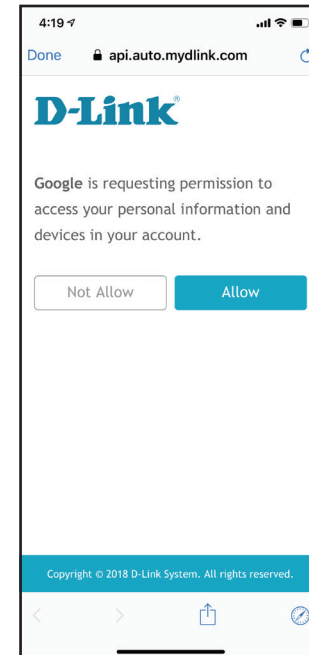 4:19
Done api.auto.mydlink.com
D-Link®
Google is requesting permission to
access your personal information and
devices in your account.
Not Allow
Allow
Copyright © 2018 D-Link System. All rights reserved.